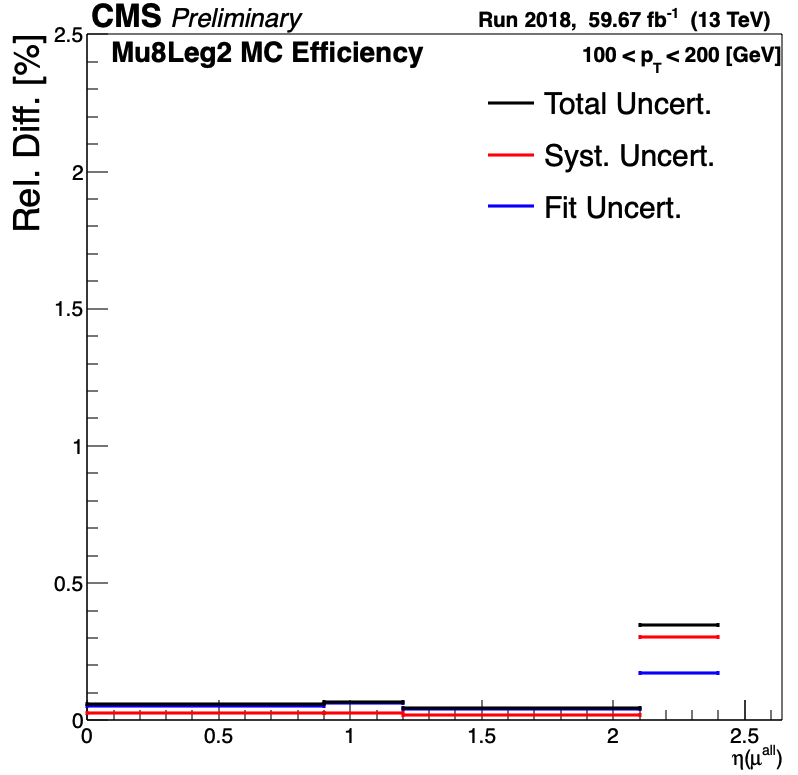 CMS Preliminary Run 2018, 59.67 fb⁻¹ (13 TeV)
Mu8Leg2 MC Efficiency 100 < p_T < 200 [GeV]
Rel. Diff. [%]
Total Uncert.
Syst. Uncert.
Fit Uncert.
2.5
2
1.5
1
0.5
0
0 0.5 1 1.5 2 2.5
η(μ^all)